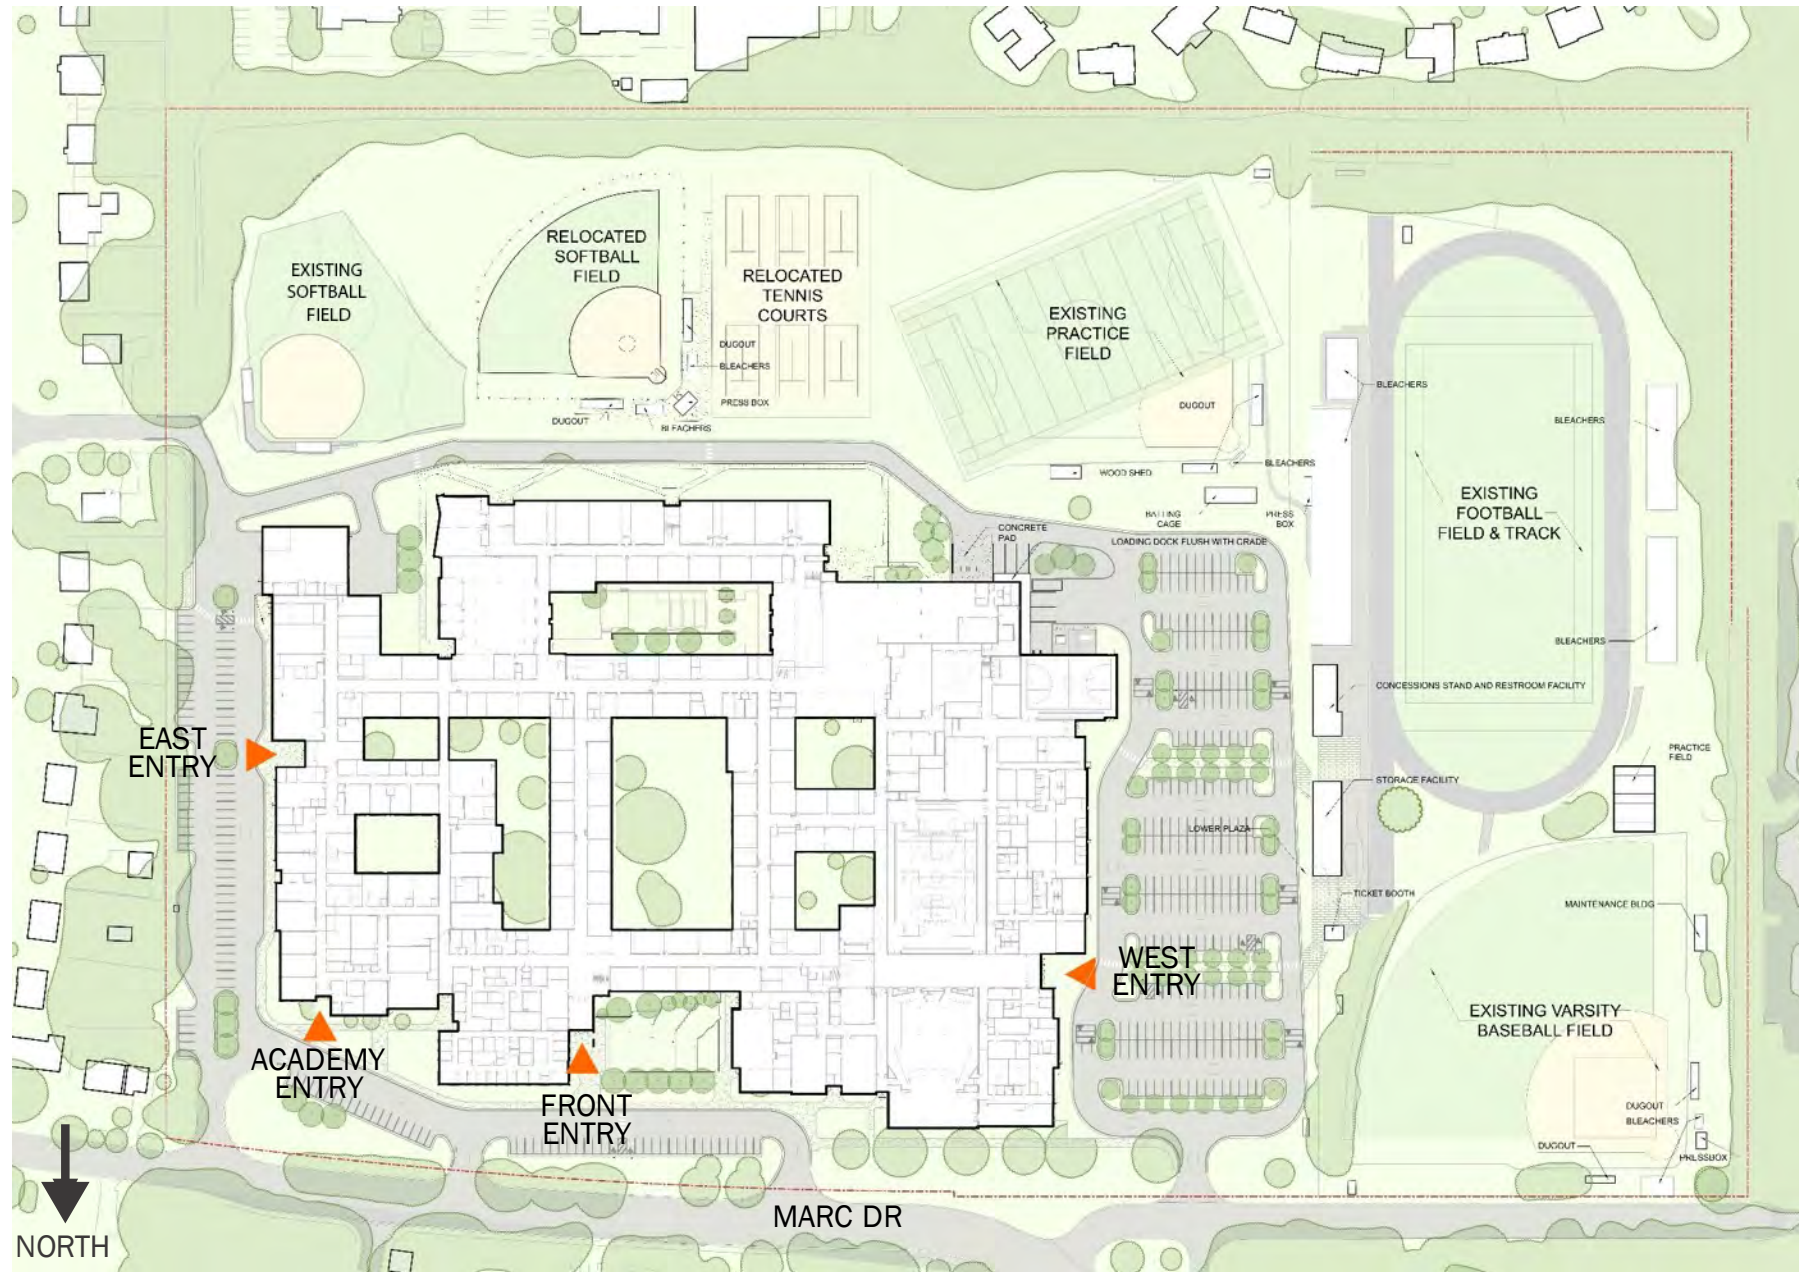 RELOCATED
SOFTBALL
FIELD
EXISTING
SOFTBALL
FIELD
RELOCATED
TENNIS
COURTS
EXISTING
PRACTICE
FIELD
DUGOUT
BLEACHERS
PRESS BOX
DUGOUT
BLEACHERS
DUGOUT
BLEACHERS
WOOD SHED
BATTING
CAGE
PRESS
BOX
BLEACHERS
BLEACHERS
EXISTING
FOOTBALL
FIELD & TRACK
BLEACHERS
CONCRETE
PAD
LOADING DOCK FLUSH WITH GRADE
CONCESSIONS STAND AND RESTROOM FACILITY
EAST
ENTRY
PRACTICE
FIELD
STORAGE FACILITY
LOWER PLAZA
TICKET BOOTH
MAINTENANCE BLDG
WEST
ENTRY
EXISTING VARSITY
BASEBALL FIELD
ACADEMY
ENTRY
FRONT
ENTRY
DUGOUT
BLEACHERS
DUGOUT
PRESSBOX
MARC DR
NORTH